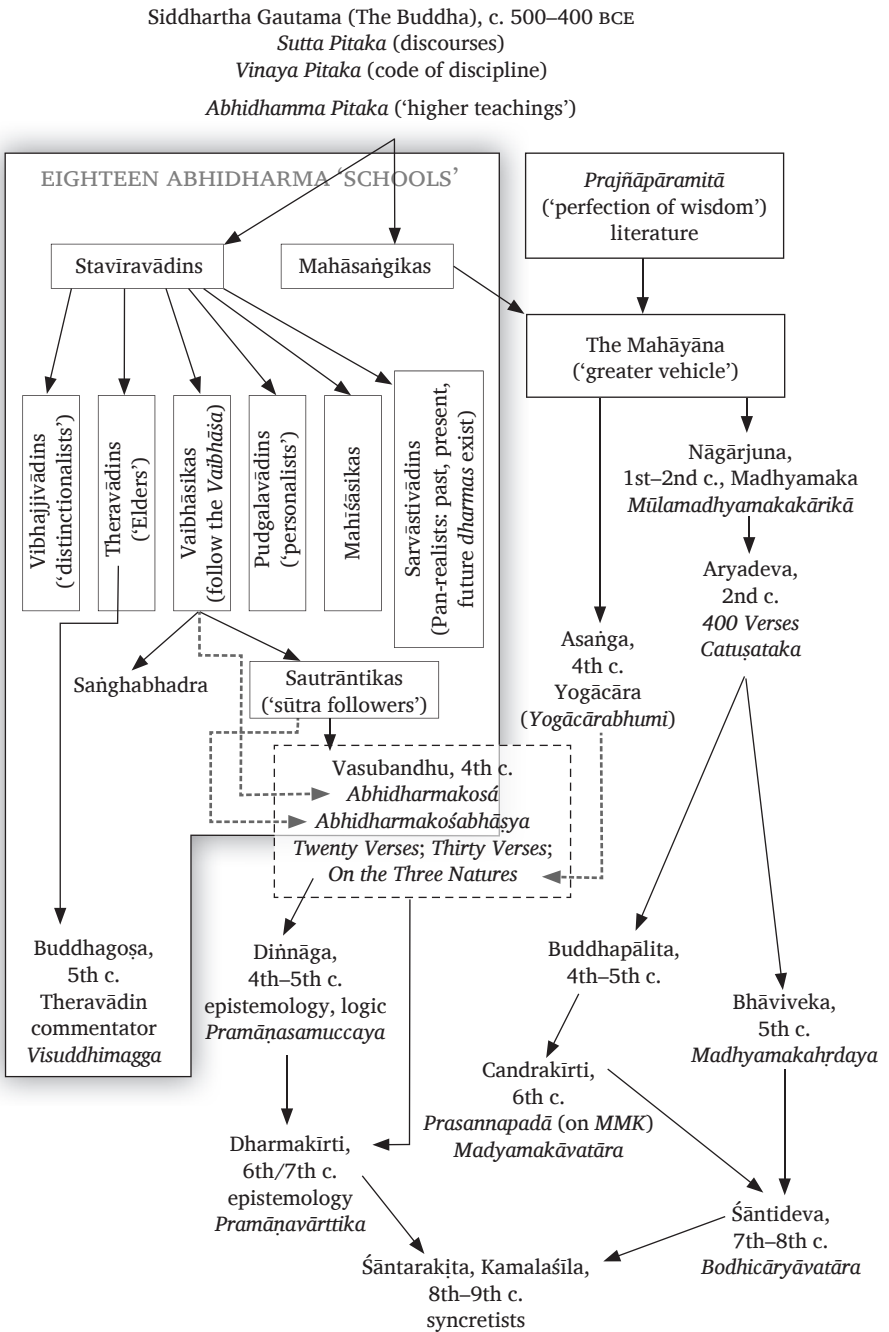 Siddhartha Gautama (The Buddha), c. 500–400 BCE
Sutta Pitaka (discourses)
Vinaya Pitaka (code of discipline)
Abhidhamma Pitaka (‘higher teachings’)
EIGHTEEN ABHIDHARMA ‘SCHOOLS’
Stavīravādins
Mahāsaṅgikas
Prajñāpāramitā
(‘perfection of wisdom’)
literature
The Mahāyāna
(‘greater vehicle’)
Vibhajjivādins
(‘distinctionalists’)
Theravādins
(‘Elders’)
Vaibhāsikas
(follow the Vaibhāśa)
Pudgalavādins
(‘personalists’)
Mahīśāsikas
Sarvāstivādins
(Pan-realists: past, present,
future dharmas exist)
Nāgārjuna,
1st–2nd c., Madhyamaka
Mūlamadhyamakakārikā
Aryadeva,
2nd c.
400 Verses
Catuṣataka
Asaṅga,
4th c.
Yogācāra
(Yogācārabhumi)
Saṅghabhadra
Sautrāntikas
(‘sūtra followers’)
Vasubandhu, 4th c.
Abhidharmakosá
Abhidharmakośabhāṣya
Twenty Verses; Thirty Verses;
On the Three Natures
Buddhagoṣa,
5th c.
Theravādin
commentator
Visuddhimagga
Diṅnāga,
4th–5th c.
epistemology, logic
Pramāṇasamuccaya
Buddhapālita,
4th–5th c.
Bhāviveka,
5th c.
Madhyamakahṛdaya
Candrakīrti,
6th c.
Prasannapadā (on MMK)
Madyamakāvatāra
Dharmakīrti,
6th/7th c.
epistemology
Pramāṇavārttika
Śāntideva,
7th–8th c.
Bodhicāryāvatāra
Śāntarakṣita, Kamalaśīla,
8th–9th c.
syncretists